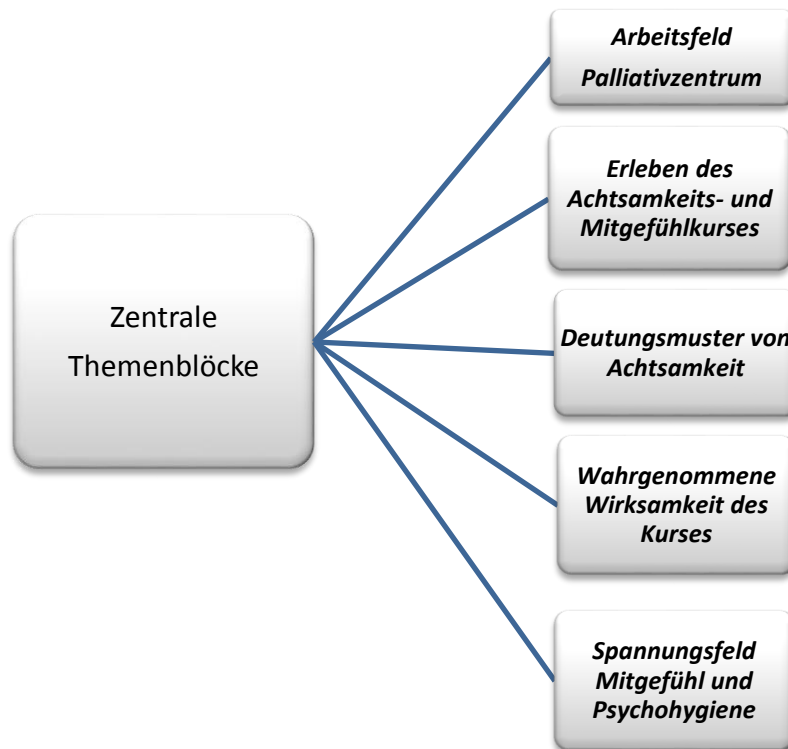 Zentrale
Themenblöcke
Arbeitsfeld
Palliativzentrum
Erleben des
Achtsamkeits- und
Mitgefühlkurses
Deutungsmuster von
Achtsamkeit
Wahrgenommene
Wirksamkeit des
Kurses
Spannungsfeld
Mitgefühl und
Psychohygiene